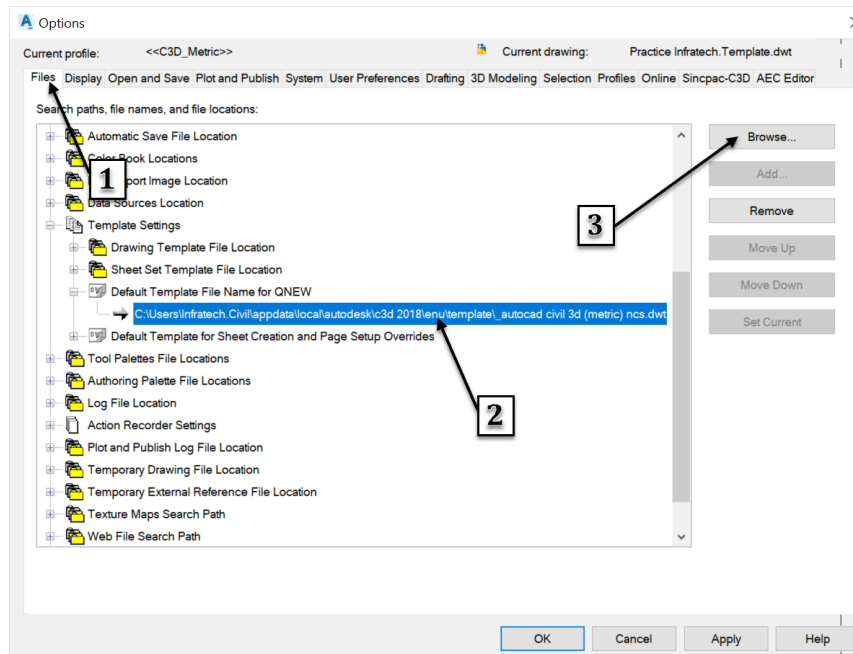 Options
Current profile: <<C3D_Metric>> Current drawing: Practice Infratech.Template.dwt
Files Display Open and Save Plot and Publish System User Preferences Drafting 3D Modeling Selection Profiles Online Sincpac-C3D AEC Editor
Search paths, file names, and file locations:
Automatic Save File Location
Color Book Locations
port Image Location
Data Sources Location
Template Settings
Drawing Template File Location
Sheet Set Template File Location
Default Template File Name for QNEW
C:\Users\Infratech.Civil\appdata\local\autodesk\c3d 2018\enu\template\_autocad civil 3d (metric) ncs.dwt
Default Template for Sheet Creation and Page Setup Overrides
Tool Palettes File Locations
Authoring Palette File Locations
Log File Location
Action Recorder Settings
Plot and Publish Log File Location
Temporary Drawing File Location
Temporary External Reference File Location
Texture Maps Search Path
Web File Search Path
Browse...
Add...
Remove
Move Up
Move Down
Set Current
1
2
3
OK Cancel Apply Help